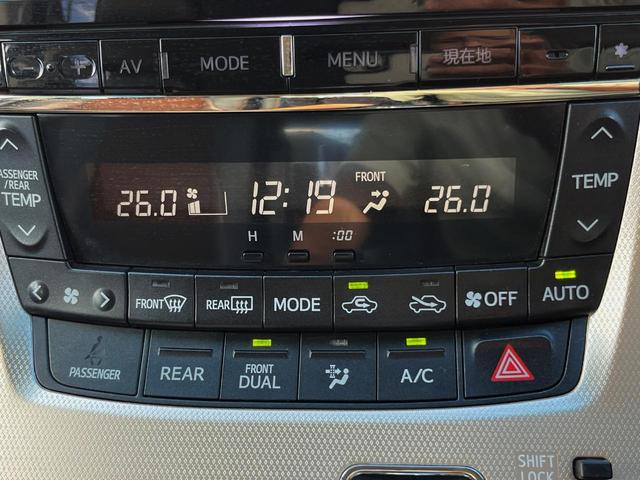 AV MODE MENU 現在地
PASSENGER
/REAR
TEMP
26.0 12:19 FRONT 26.0
TEMP
H M :00
FRONT REAR MODE OFF AUTO
PASSENGER REAR FRONT
DUAL A/C
SHIFT
LOCK